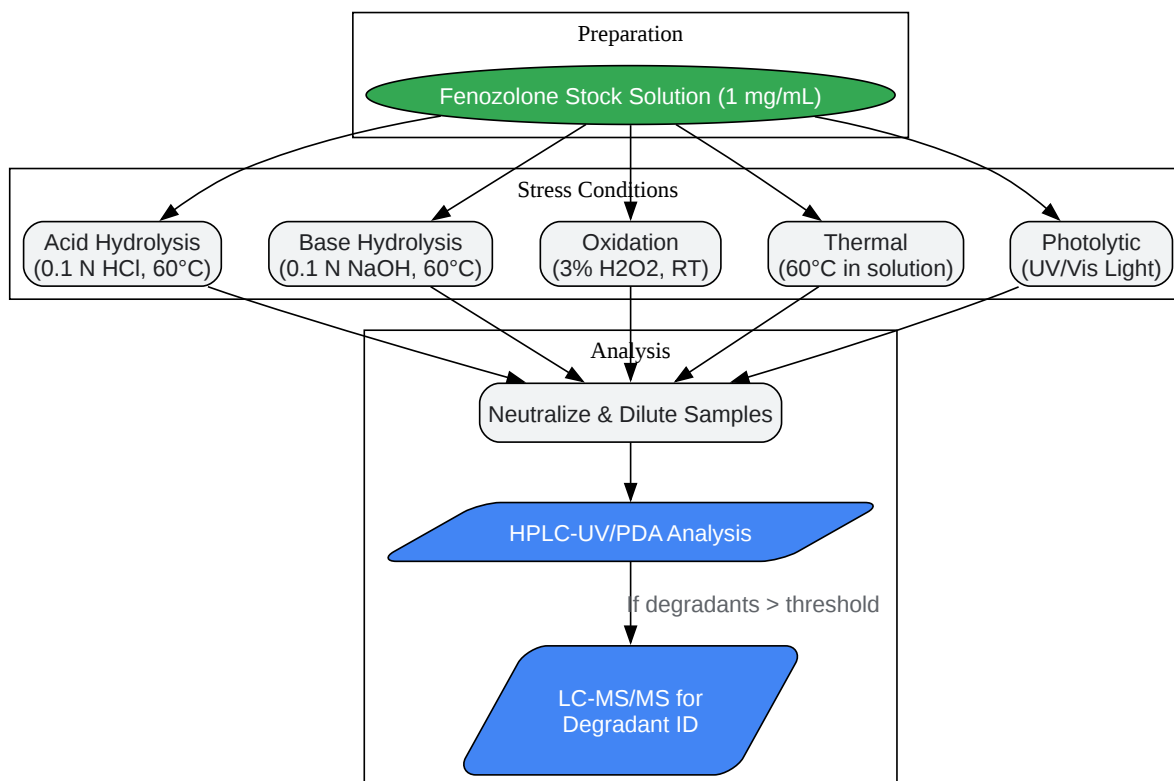 Preparation
Fenozolone Stock Solution (1 mg/mL)
Stress Conditions
Acid Hydrolysis
(0.1 N HCl, 60°C)
Base Hydrolysis
(0.1 N NaOH, 60°C)
Oxidation
(3% H2O2, RT)
Thermal
(60°C in solution)
Photolytic
(UV/Vis Light)
Analysis
Neutralize & Dilute Samples
HPLC-UV/PDA Analysis
If degradants > threshold
LC-MS/MS for
Degradant ID